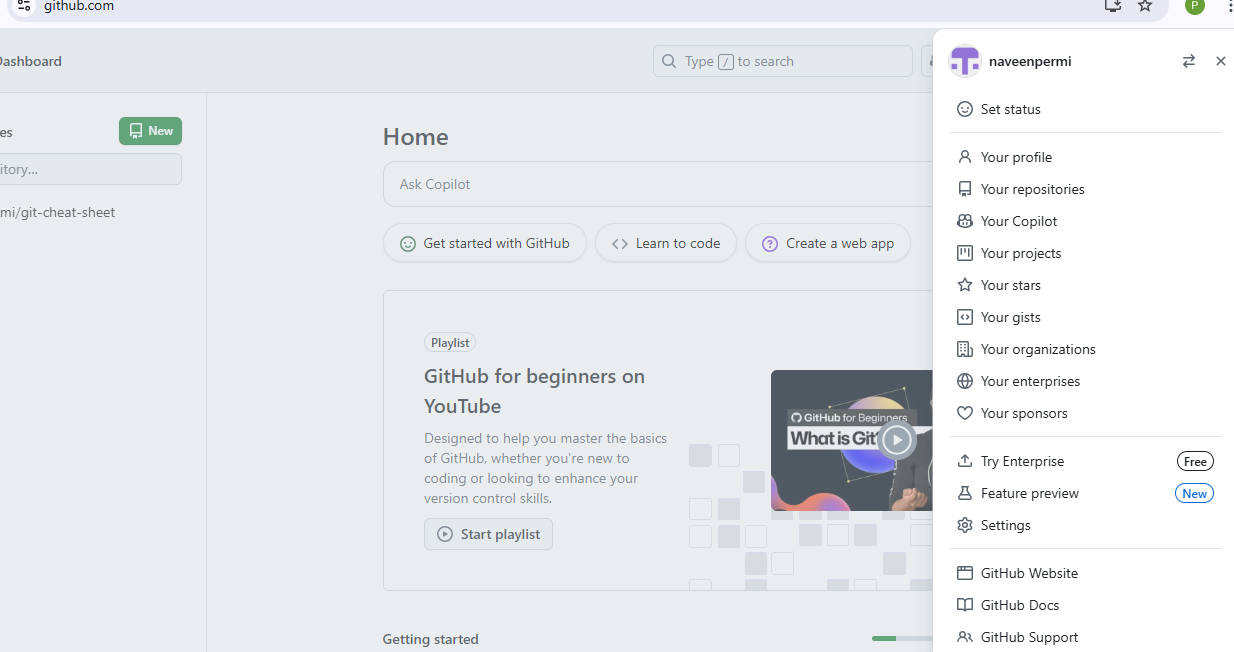 github.com
P
Dashboard
Type / to search
es
New
itory...
mi/git-cheat-sheet
Home
Ask Copilot
Get started with GitHub
Learn to code
Create a web app
Playlist
GitHub for beginners on
YouTube
Designed to help you master the basics
of GitHub, whether you're new to
coding or looking to enhance your
version control skills.
Start playlist
GitHub for Beginners
What is Git?
Getting started
naveenpermi
Set status
Your profile
Your repositories
Your Copilot
Your projects
Your stars
Your gists
Your organizations
Your enterprises
Your sponsors
Try Enterprise
Free
Feature preview
New
Settings
GitHub Website
GitHub Docs
GitHub Support